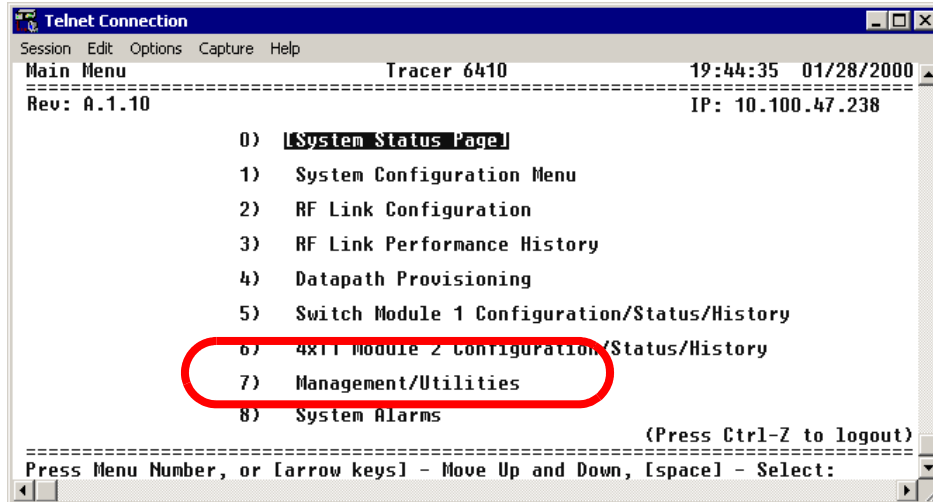 Telnet Connection
Session Edit Options Capture Help
Main Menu Tracer 6410 19:44:35 01/28/2000
Rev: A.1.10 IP: 10.100.47.238
0) [System Status Page]
1) System Configuration Menu
2) RF Link Configuration
3) RF Link Performance History
4) Datapath Provisioning
5) Switch Module 1 Configuration/Status/History
6) 4xT1 Module 2 Configuration/Status/History
7) Management/Utilities
8) System Alarms
(Press Ctrl-Z to logout)
Press Menu Number, or [arrow keys] - Move Up and Down, [space] - Select: